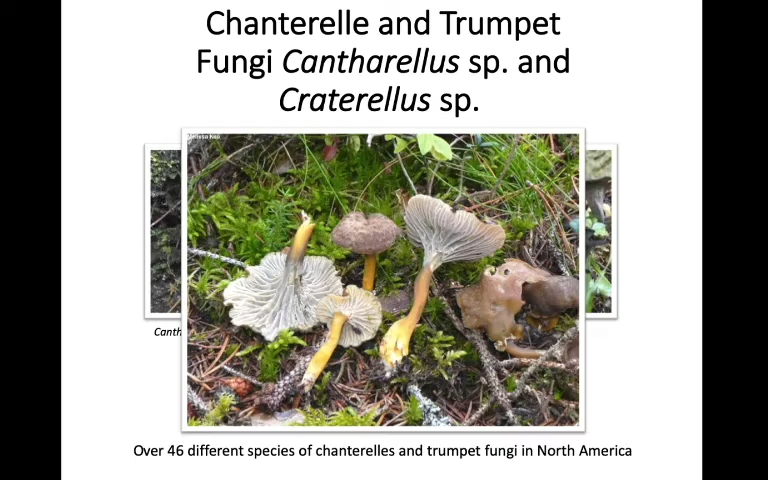 Chanterelle and Trumpet
Fungi Cantharellus sp. and
Craterellus sp.
Canth
Over 46 different species of chanterelles and trumpet fungi in North America